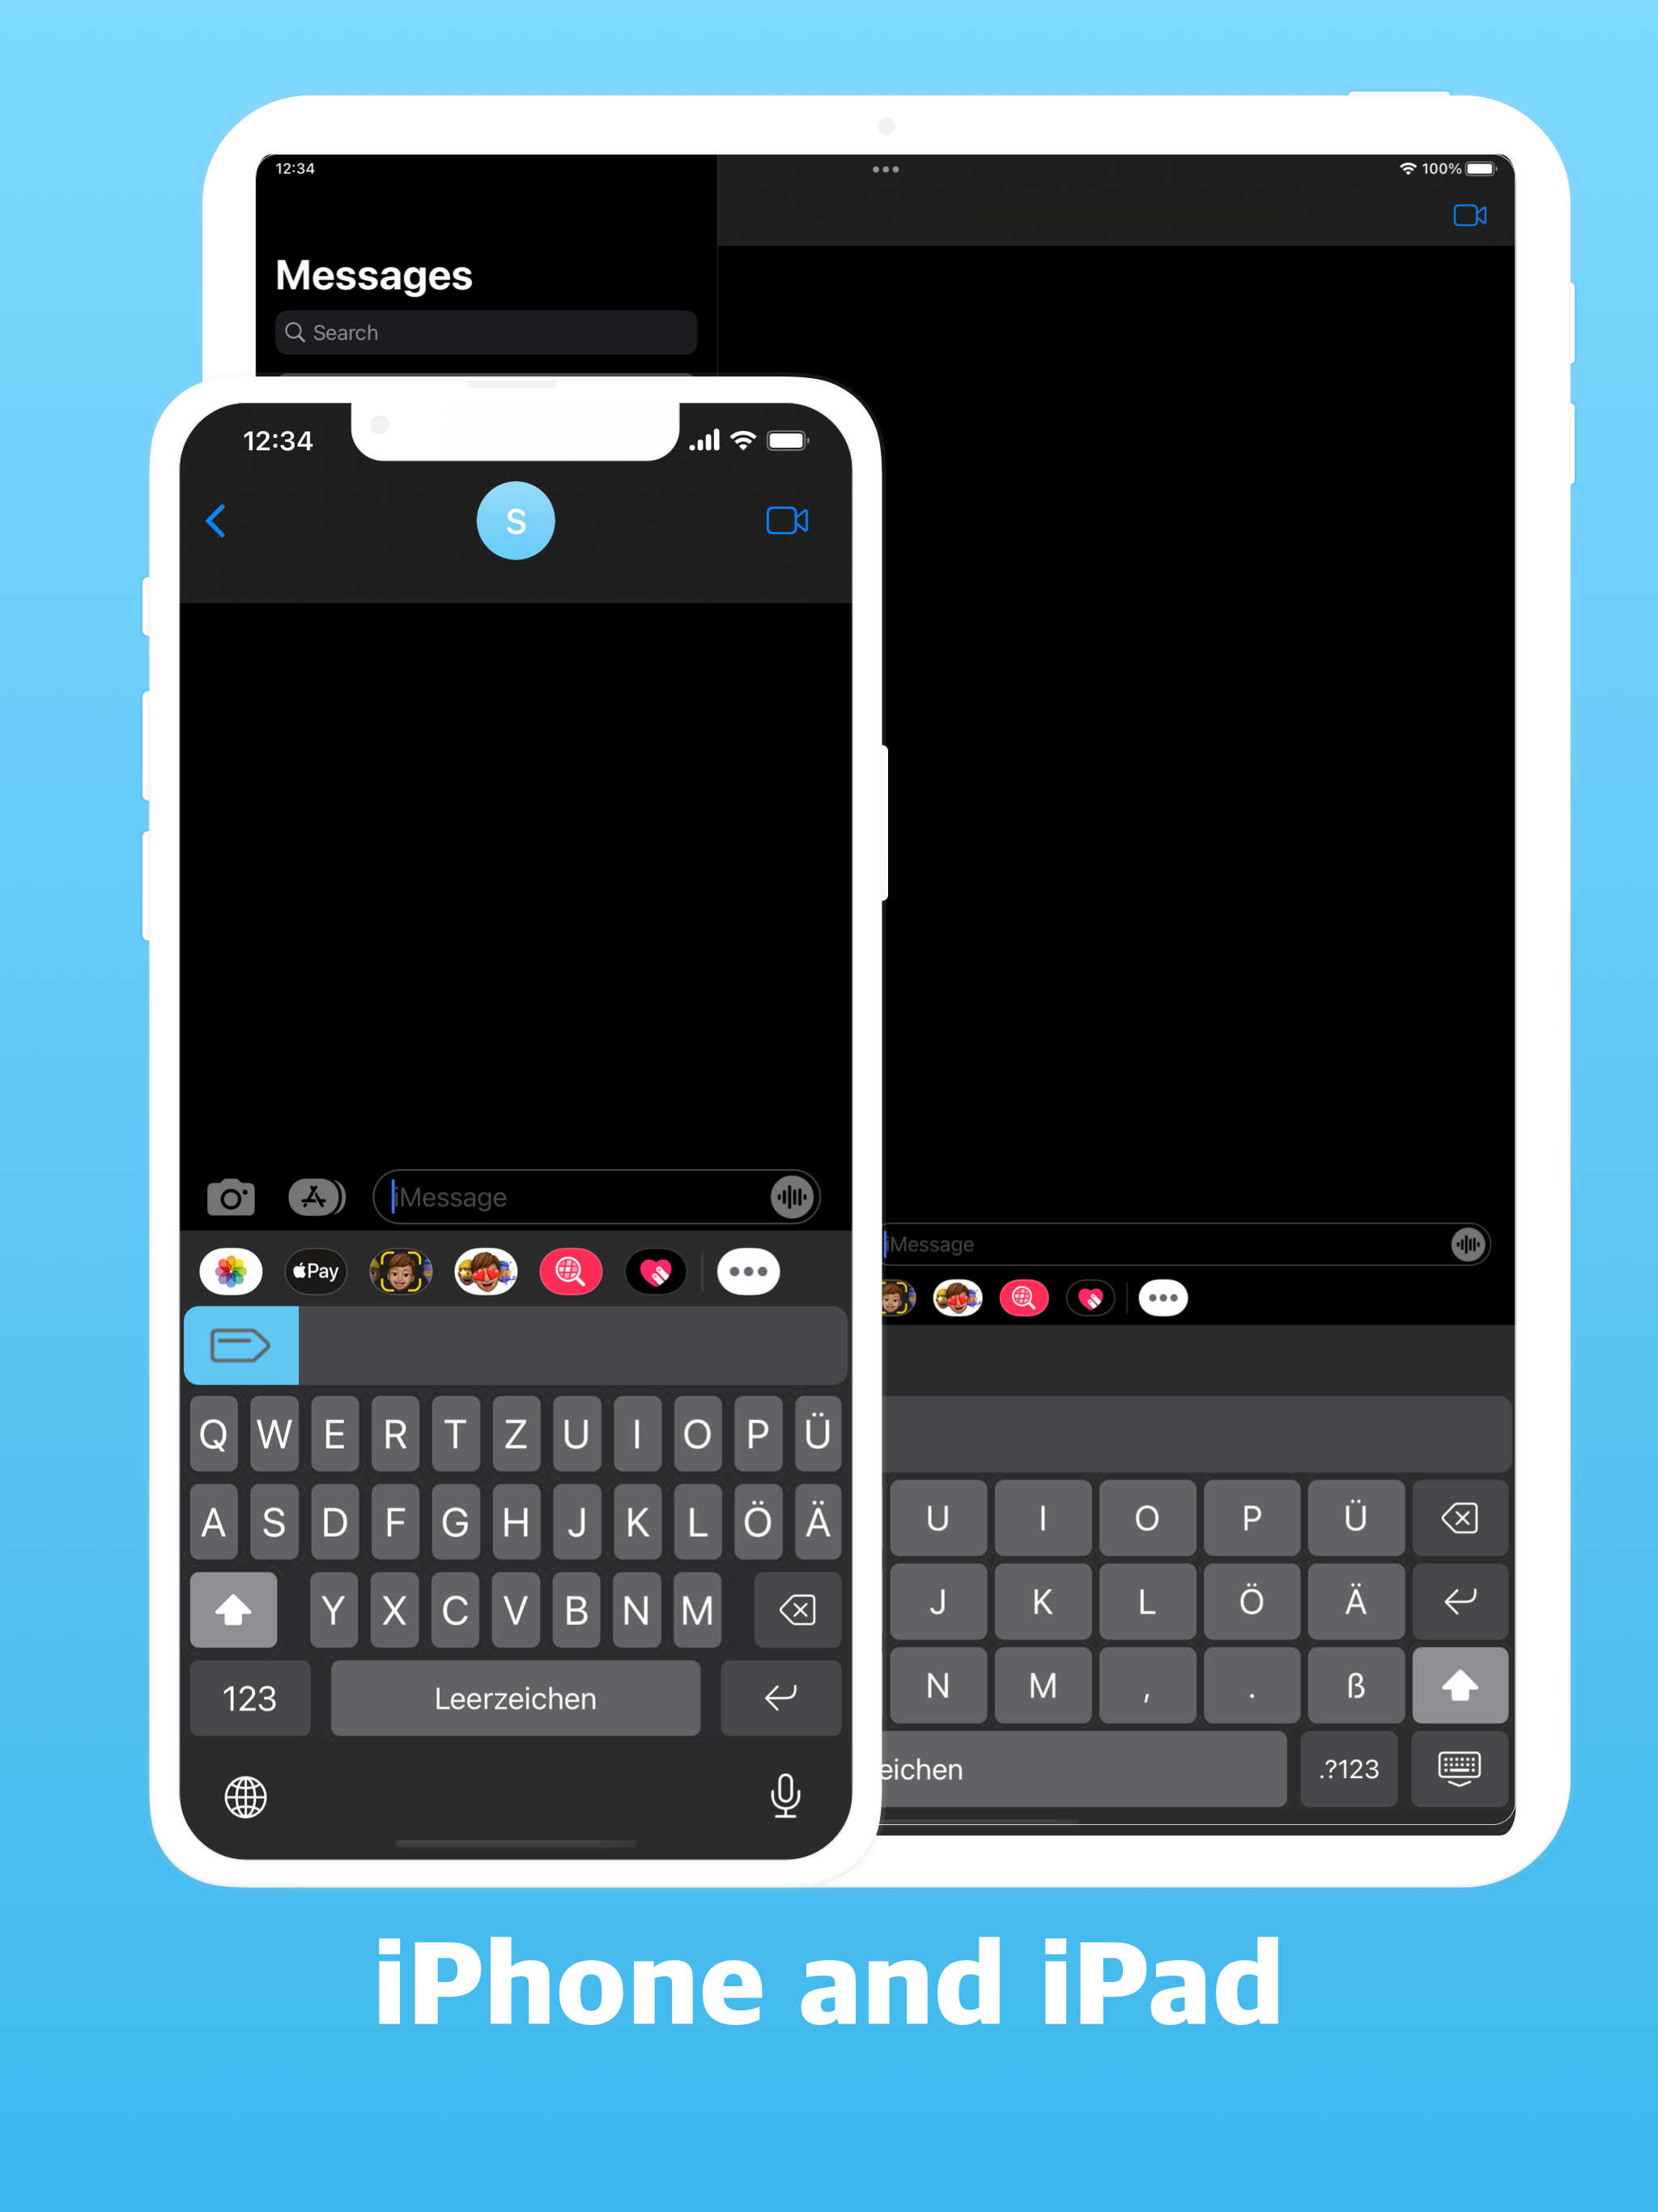 12:34
100%
Messages
Search
12:34
S
iMessage
Pay
Q W E R T Z U I O P Ü
A S D F G H J K L Ö Ä
Y X C V B N M
123 Leerzeichen
iMessage
U I O P Ü
J K L Ö Ä
N M , . ß
eichen .?123
iPhone and iPad